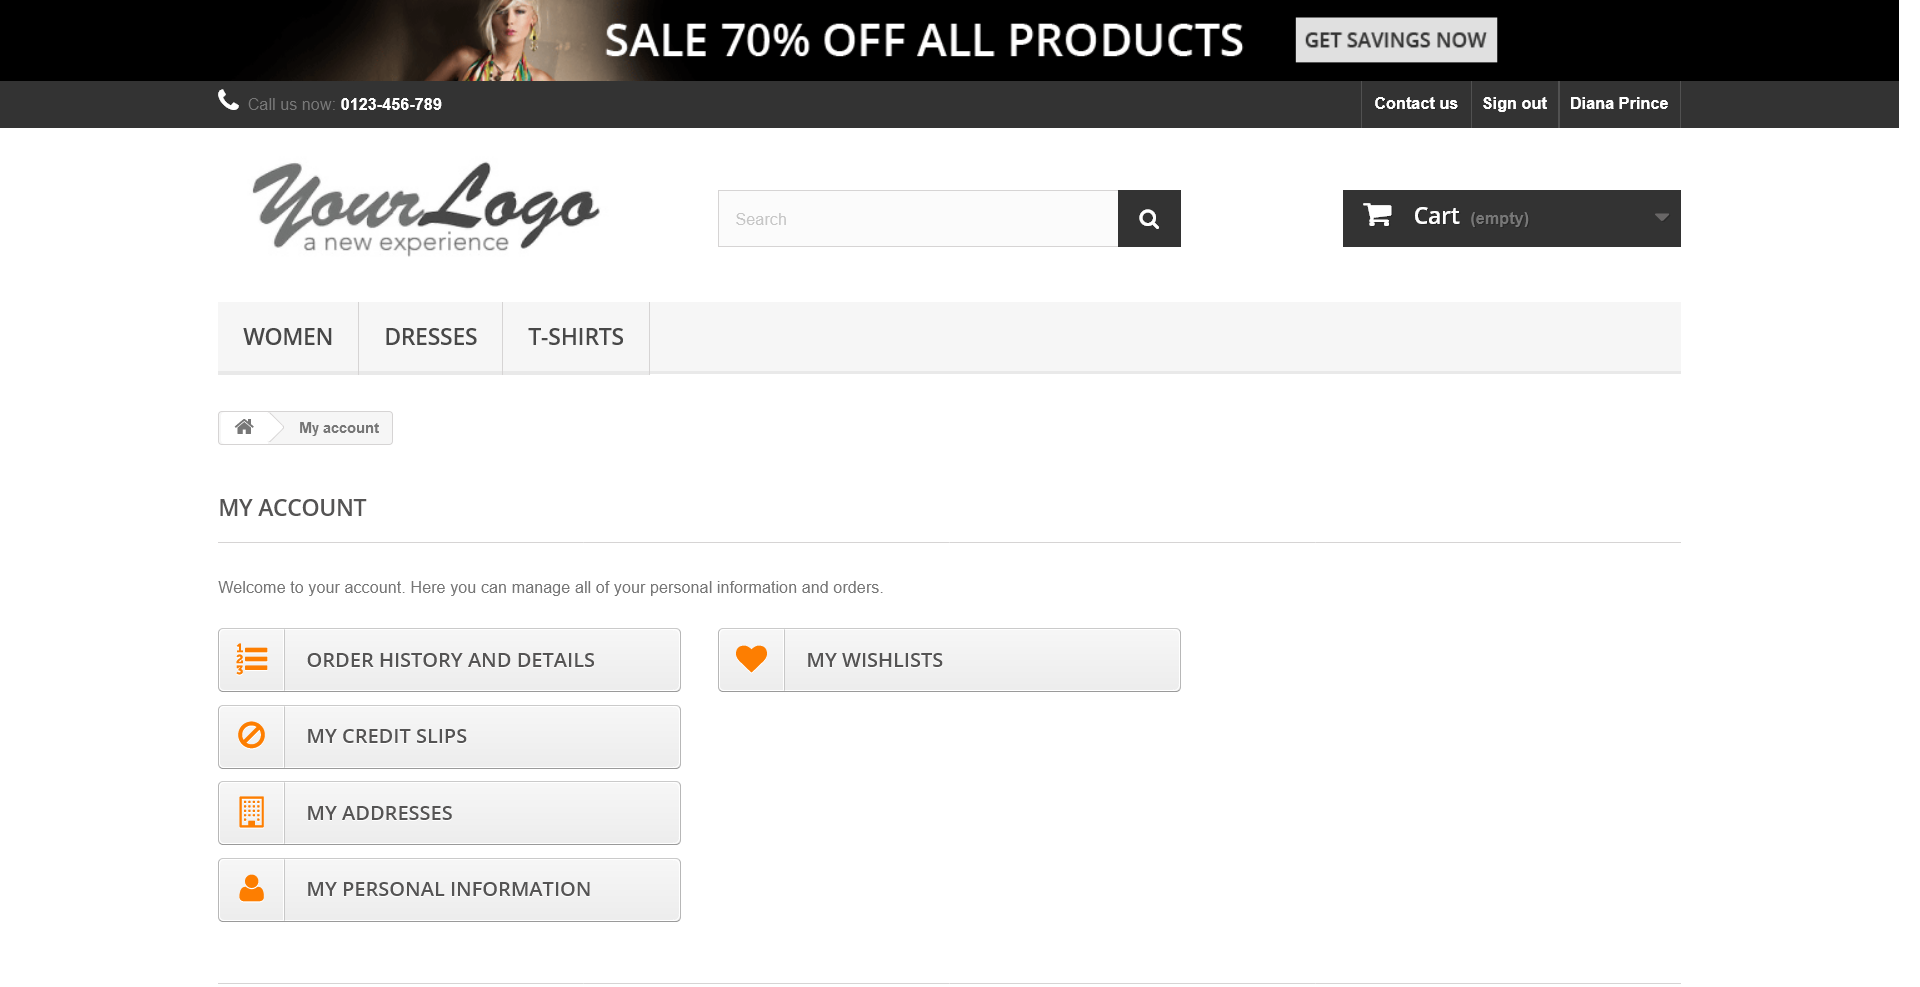 SALE 70% OFF ALL PRODUCTS GET SAVINGS NOW
Call us now: 0123-456-789 Contact us Sign out Diana Prince
YourLogo
a new experience
Search
Cart (empty)
WOMEN DRESSES T-SHIRTS
My account
MY ACCOUNT
Welcome to your account. Here you can manage all of your personal information and orders.
1
2
3
ORDER HISTORY AND DETAILS
MY WISHLISTS
MY CREDIT SLIPS
MY ADDRESSES
MY PERSONAL INFORMATION